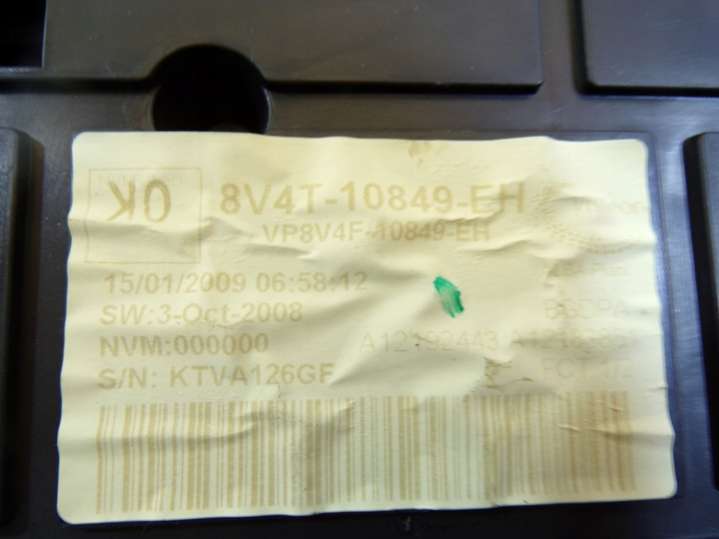 OK
8V4T-10849-EH
VP8V4F-10849-EH
15/01/2009 06:58:12
SW:3-Oct-2008
NVM:000000
A12192443
S/N: KTVA126GF